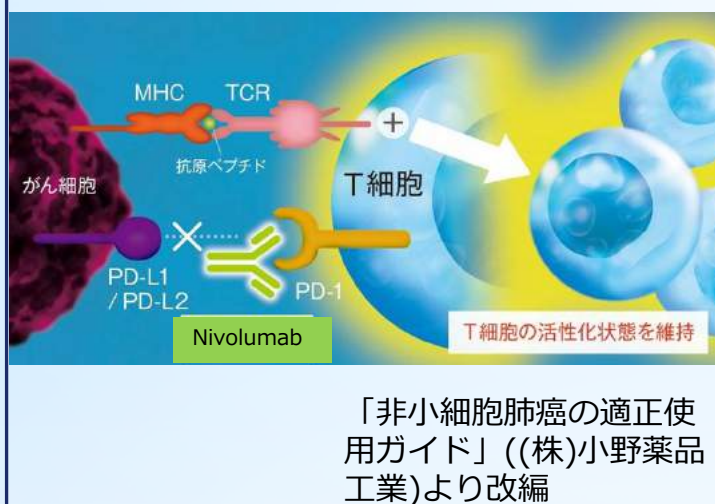 MHC TCR
抗原ペプチド
がん細胞
+
T細胞
PD-L1
/ PD-L2
PD-1
Nivolumab
T細胞の活性化状態を維持
「非小細胞肺癌の適正使
用ガイド」((株)小野薬品
工業)より改編